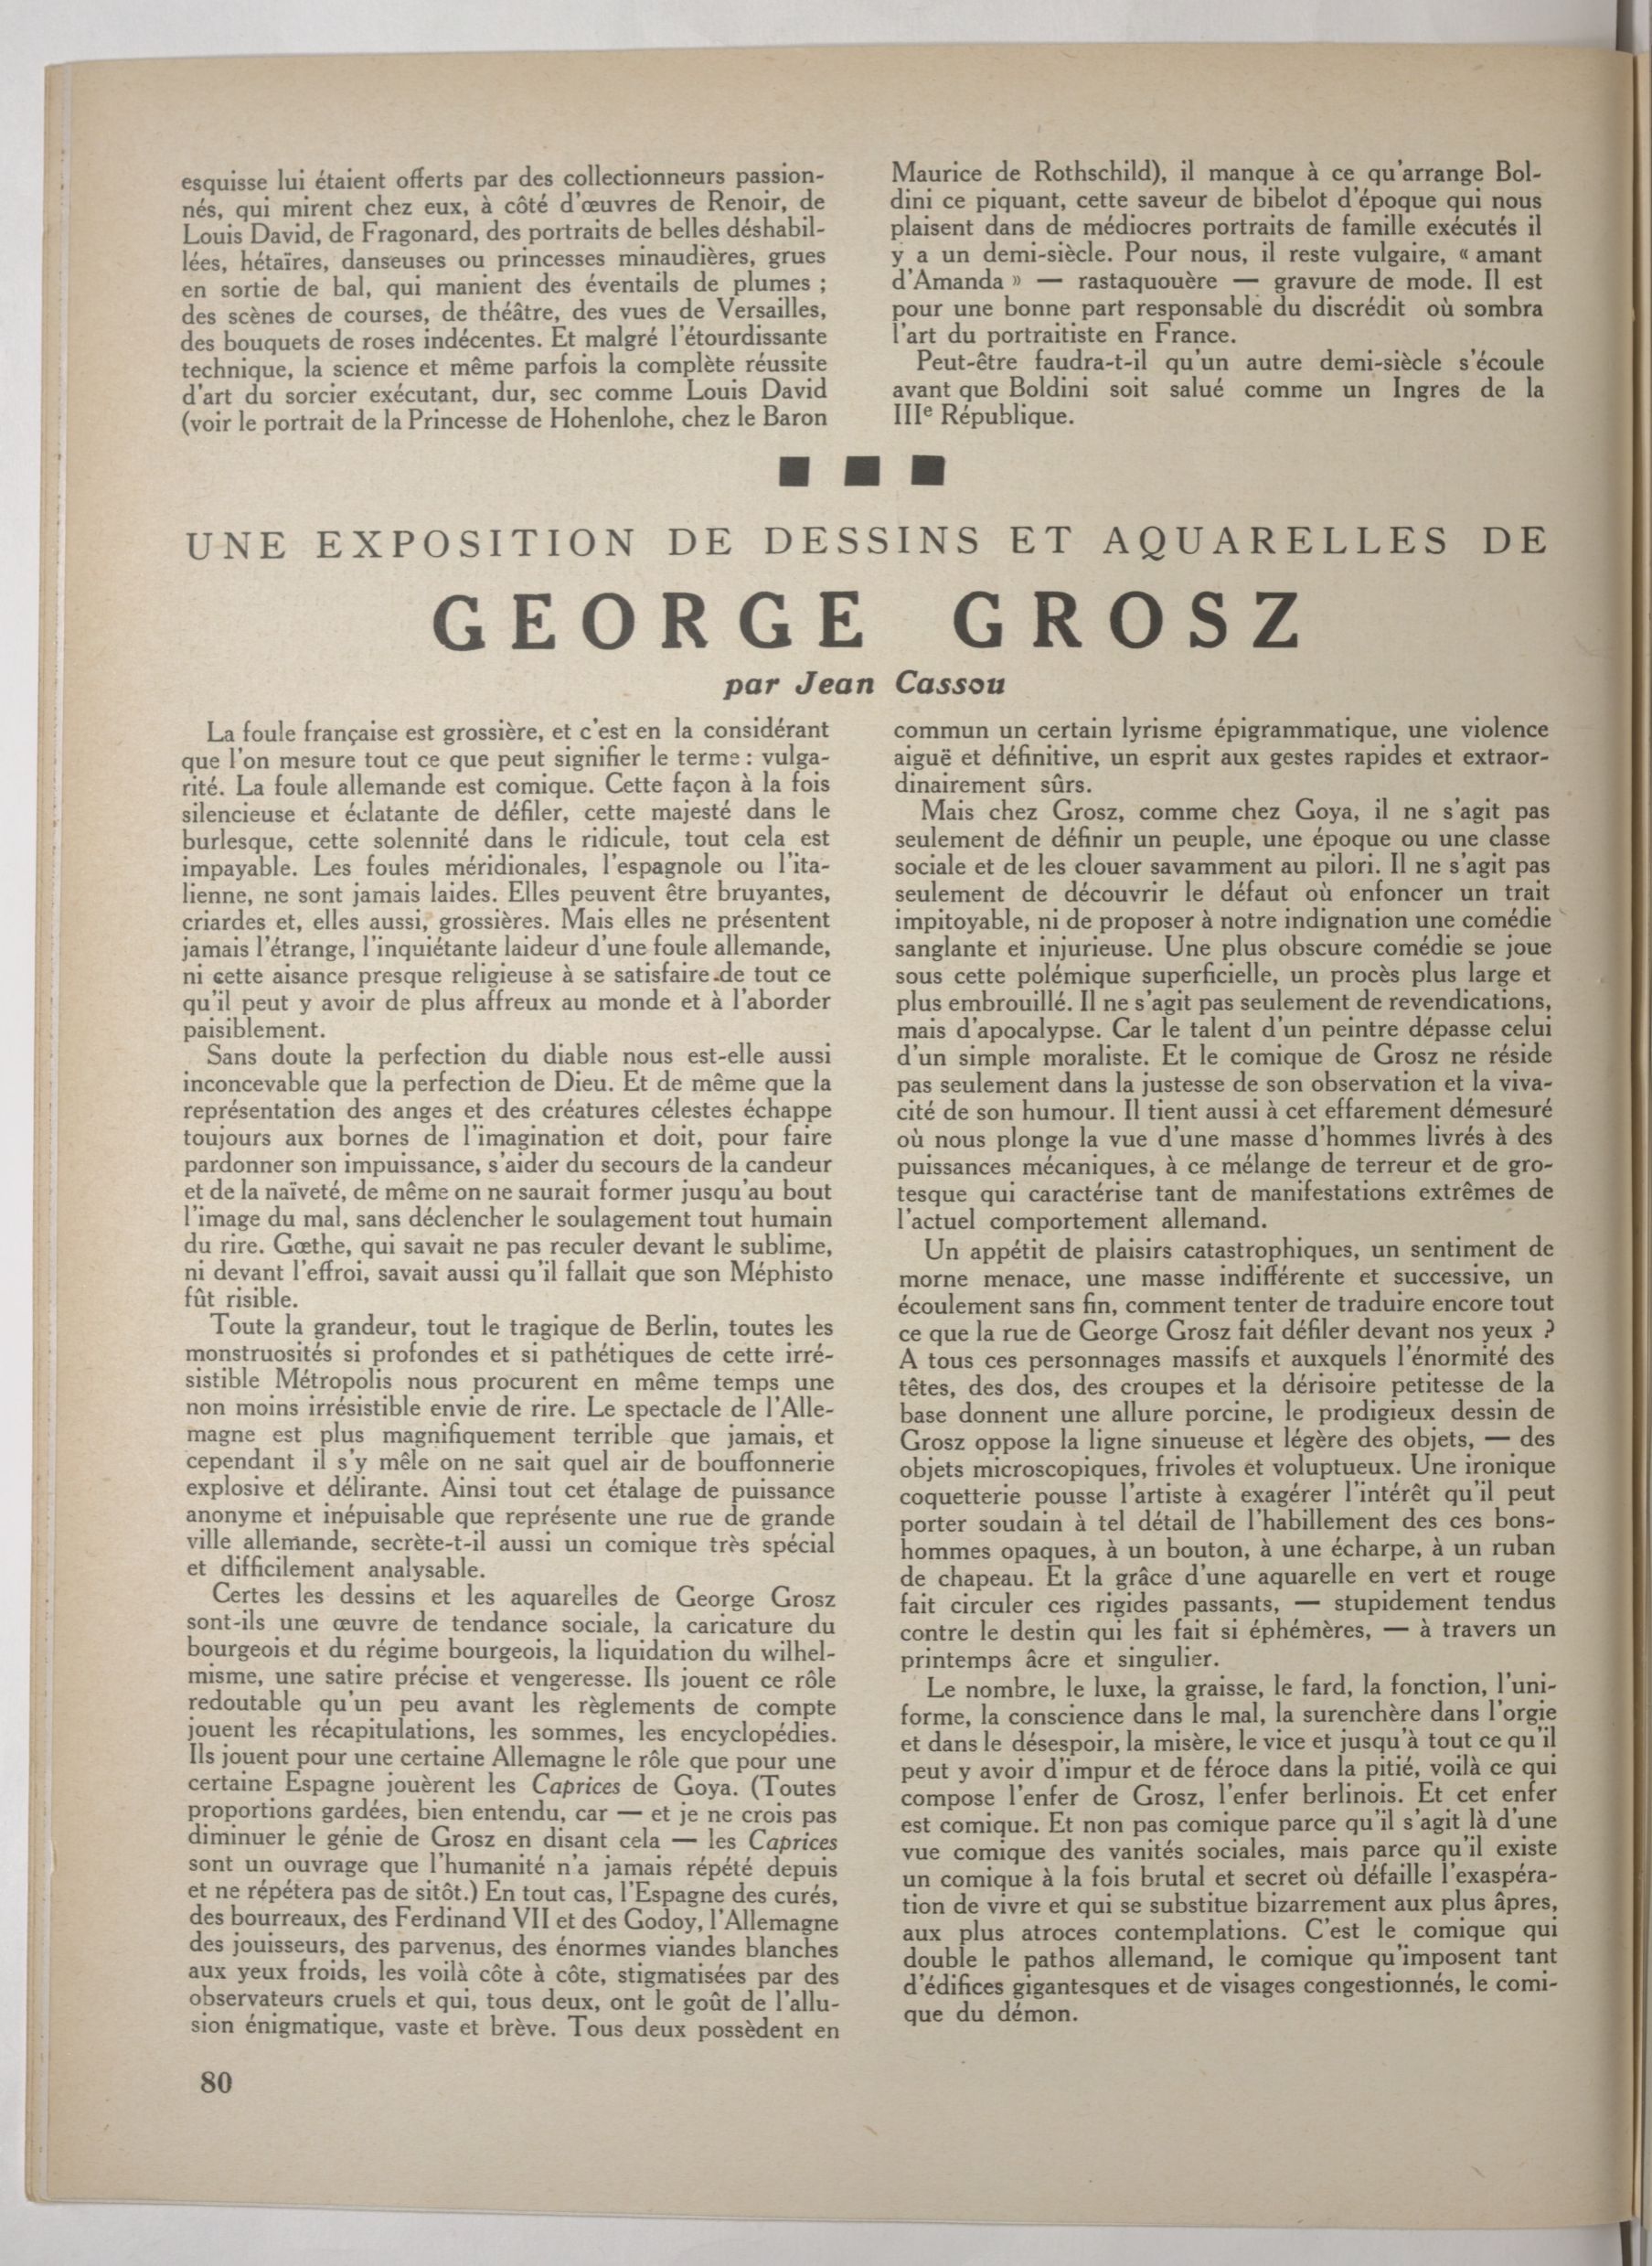 esquisse lui étaient offerts par des collectionneurs passion-
nés, qui mirent chez eux, à côté d'œuvres de Renoir, de
Louis David, de Fragonard, des portraits de belles déshabil-
lées, hétaïres, danseuses ou princesses minaudières, grues
en sortie de bal, qui manient des éventails de plumes ;
des scènes de courses, de théâtre, des vues de Versailles,
des bouquets de roses indécentes. Et malgré l'étourdissante
technique, la science et même parfois la complète réussite
d'art du sorcier exécutant, dur, sec comme Louis David
(voir le portrait de la Princesse de Hohenlohe, chez le Baron
Maurice de Rothschild), il manque à ce qu'arrange Bol-
dini ce piquant, cette saveur de bibelot d'époque qui nous
plaisent dans de médiocres portraits de famille exécutés il
y a un demi-siècle. Pour nous, il reste vulgaire, « amant
d'Amanda » — rastaquouère — gravure de mode. Il est
pour une bonne part responsable du discrédit où sombra
l'art du portraitiste en France.
Peut-être faudra-t-il qu'un autre demi-siècle s'écoule
avant que Boldini soit salué comme un Ingres de la
IIIe République.
UNE EXPOSITION DE DESSINS ET AQUARELLES DE
GEORGE GROSZ
par Jean Cassou
La foule française est grossière, et c'est en la considérant
que l'on mesure tout ce que peut signifier le terme : vulga-
rité. La foule allemande est comique. Cette façon à la fois
silencieuse et éclatante de défiler, cette majesté dans le
burlesque, cette solennité dans le ridicule, tout cela est
impayable. Les foules méridionales, l'espagnole ou l'ita-
lienne, ne sont jamais laides. Elles peuvent être bruyantes,
criardes et, elles aussi, grossières. Mais elles ne présentent
jamais l'étrange, l'inquiétante laideur d'une foule allemande,
ni cette aisance presque religieuse à se satisfaire de tout ce
qu'il peut y avoir de plus affreux au monde et à l'aborder
paisiblement.
Sans doute la perfection du diable nous est-elle aussi
inconcevable que la perfection de Dieu. Et de même que la
représentation des anges et des créatures célestes échappe
toujours aux bornes de l'imagination et doit, pour faire
pardonner son impuissance, s'aider du secours de la candeur
et de la naïveté, de même on ne saurait former jusqu'au bout
l'image du mal, sans déclencher le soulagement tout humain
du rire. Gœthe, qui savait ne pas reculer devant le sublime,
ni devant l'effroi, savait aussi qu'il fallait que son Méphisto
fût risible.
Toute la grandeur, tout le tragique de Berlin, toutes les
monstruosités si profondes et si pathétiques de cette irré-
sistible Métropolis nous procurent en même temps une
non moins irrésistible envie de rire. Le spectacle de l'Alle-
magne est plus magnifiquement terrible que jamais, et
cependant il s'y mêle on ne sait quel air de bouffonnerie
explosive et délirante. Ainsi tout cet étalage de puissance
anonyme et inépuisable que représente une rue de grande
ville allemande, secrète-t-il aussi un comique très spécial
et difficilement analysable.
Certes les dessins et les aquarelles de George Grosz
sont-ils une œuvre de tendance sociale, la caricature du
bourgeois et du régime bourgeois, la liquidation du wilhel-
misme, une satire précise et vengeresse. Ils jouent ce rôle
redoutable qu'un peu avant les règlements de compte
jouent les récapitulations, les sommes, les encyclopédies.
Ils jouent pour une certaine Allemagne le rôle que pour une
certaine Espagne jouèrent les Caprices de Goya. (Toutes
proportions gardées, bien entendu, car — et je ne crois pas
diminuer le génie de Grosz en disant cela — les Caprices
sont un ouvrage que l'humanité n'a jamais répété depuis
et ne répétera pas de sitôt.) En tout cas, l'Espagne des curés,
des bourreaux, des Ferdinand VII et des Godoy, l'Allemagne
des jouisseurs, des parvenus, des énormes viandes blanches
aux yeux froids, les voilà côte à côte, stigmatisées par des
observateurs cruels et qui, tous deux, ont le goût de l'allu-
sion énigmatique, vaste et brève. Tous deux possèdent en
commun un certain lyrisme épigrammatique, une violence
aiguë et définitive, un esprit aux gestes rapides et extraor-
dinairement sûrs.
Mais chez Grosz, comme chez Goya, il ne s'agit pas
seulement de définir un peuple, une époque ou une classe
sociale et de les clouer savamment au pilori. Il ne s'agit pas
seulement de découvrir le défaut où enfoncer un trait
impitoyable, ni de proposer à notre indignation une comédie
sanglante et injurieuse. Une plus obscure comédie se joue
sous cette polémique superficielle, un procès plus large et
plus embrouillé. Il ne s'agit pas seulement de revendications,
mais d'apocalypse. Car le talent d'un peintre dépasse celui
d'un simple moraliste. Et le comique de Grosz ne réside
pas seulement dans la justesse de son observation et la viva-
cité de son humour. Il tient aussi à cet effarement démesuré
où nous plonge la vue d'une masse d'hommes livrés à des
puissances mécaniques, à ce mélange de terreur et de gro-
tesque qui caractérise tant de manifestations extrêmes de
l'actuel comportement allemand.
Un appétit de plaisirs catastrophiques, un sentiment de
morne menace, une masse indifférente et successive, un
écoulement sans fin, comment tenter de traduire encore tout
ce que la rue de George Grosz fait défiler devant nos yeux ?
A tous ces personnages massifs et auxquels l'énormité des
têtes, des dos, des croupes et la dérisoire petitesse de la
base donnent une allure porcine, le prodigieux dessin de
Grosz oppose la ligne sinueuse et légère des objets, — des
objets microscopiques, frivoles et voluptueux. Une ironique
coquetterie pousse l'artiste à exagérer l'intérêt qu'il peut
porter soudain à tel détail de l'habillement des ces bons-
hommes opaques, à un bouton, à une écharpe, à un ruban
de chapeau. Et la grâce d'une aquarelle en vert et rouge
fait circuler ces rigides passants, — stupidement tendus
contre le destin qui les fait si éphémères, — à travers un
printemps âcre et singulier.
Le nombre, le luxe, la graisse, le fard, la fonction, l'uni-
forme, la conscience dans le mal, la surenchère dans l'orgie
et dans le désespoir, la misère, le vice et jusqu'à tout ce qu'il
peut y avoir d'impur et de féroce dans la pitié, voilà ce qui
compose l'enfer de Grosz, l'enfer berlinois. Et cet enfer
est comique. Et non pas comique parce qu'il s'agit là d'une
vue comique des vanités sociales, mais parce qu'il existe
un comique à la fois brutal et secret où défaille l'exaspéra-
tion de vivre et qui se substitue bizarrement aux plus âpres,
aux plus atroces contemplations. C'est le comique qui
double le pathos allemand, le comique qu'imposent tant
d'édifices gigantesques et de visages congestionnés, le comi-
que du démon.
80